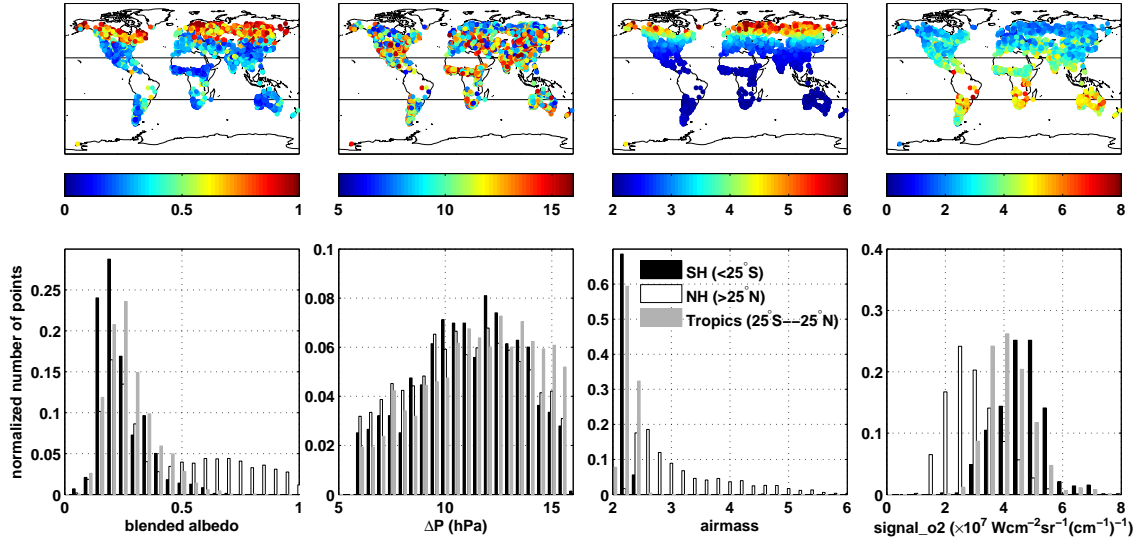 0 0.5 1
5 10 15
2 3 4 5 6
0 2 4 6 8
normalized number of points
0.25
0.2
0.15
0.1
0.05
0
0 0.5 1
blended albedo
0.1
0.08
0.06
0.04
0.02
0
5 10 15
ΔP (hPa)
SH (<25°S)
NH (>25°N)
Tropics (25°S−−25°N)
0.6
0.5
0.4
0.3
0.2
0.1
0
2 3 4 5 6
airmass
0.4
0.3
0.2
0.1
0
0 2 4 6 8
signal_o2 (×10⁷ Wcm⁻²sr⁻¹(cm⁻¹)⁻¹)